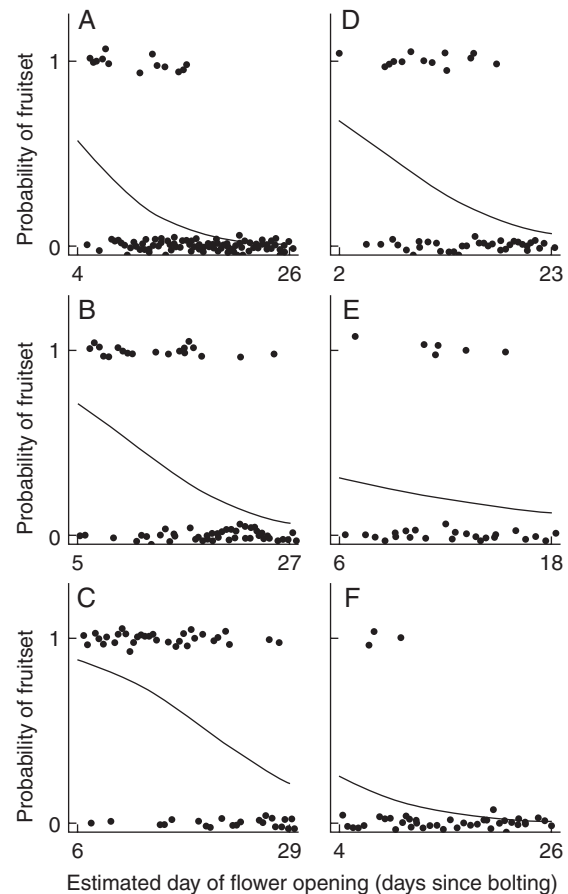 A
D
Probability of fruitset
1
0
4
26
2
23
B
E
Probability of fruitset
1
0
5
27
6
18
C
F
Probability of fruitset
1
0
6
29
4
26
Estimated day of flower opening (days since bolting)